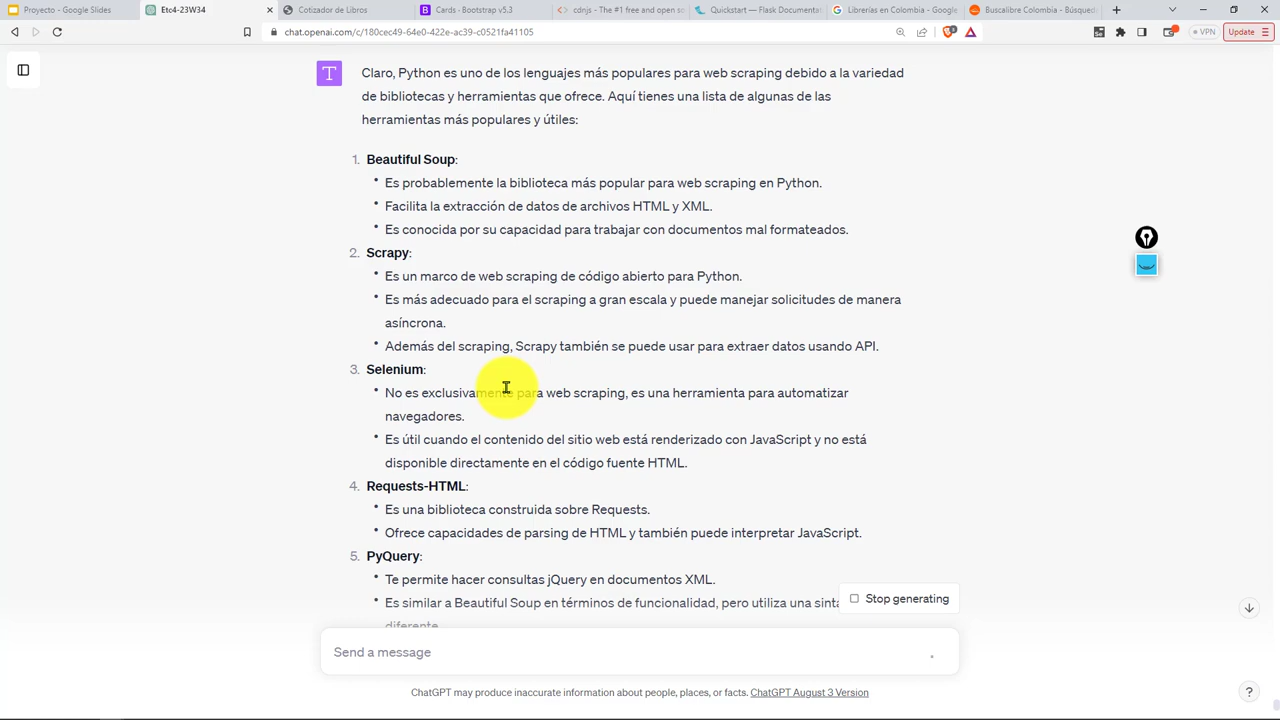 Proyecto - Google Slides
Etc4-23W34
Cotizador de Libros
Cards · Bootstrap v5.3
cdnjs - The #1 free and open so
Quickstart — Flask Documentat
Librerías en Colombia - Google
Buscalibre Colombia - Búsqued
chat.openai.com/c/180cec49-64e0-422e-ac39-c0521fa41105
VPN
Update
T
Claro, Python es uno de los lenguajes más populares para web scraping debido a la variedad
de bibliotecas y herramientas que ofrece. Aquí tienes una lista de algunas de las
herramientas más populares y útiles:
1. Beautiful Soup:
• Es probablemente la biblioteca más popular para web scraping en Python.
• Facilita la extracción de datos de archivos HTML y XML.
• Es conocida por su capacidad para trabajar con documentos mal formateados.
2. Scrapy:
• Es un marco de web scraping de código abierto para Python.
• Es más adecuado para el scraping a gran escala y puede manejar solicitudes de manera
asíncrona.
• Además del scraping, Scrapy también se puede usar para extraer datos usando API.
3. Selenium:
• No es exclusivamente para web scraping, es una herramienta para automatizar
navegadores.
• Es útil cuando el contenido del sitio web está renderizado con JavaScript y no está
disponible directamente en el código fuente HTML.
4. Requests-HTML:
• Es una biblioteca construida sobre Requests.
• Ofrece capacidades de parsing de HTML y también puede interpretar JavaScript.
5. PyQuery:
• Te permite hacer consultas jQuery en documentos XML.
• Es similar a Beautiful Soup en términos de funcionalidad, pero utiliza una sinta
diferente
Stop generating
Send a message
ChatGPT may produce inaccurate information about people, places, or facts. ChatGPT August 3 Version
?